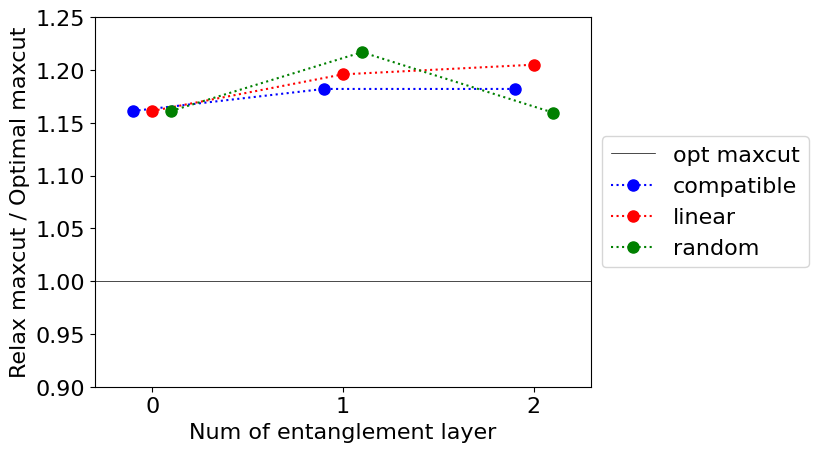 Relax maxcut / Optimal maxcut
1.25
1.20
1.15
1.10
1.05
1.00
0.95
0.90
0
1
2
Num of entanglement layer
opt maxcut
compatible
linear
random